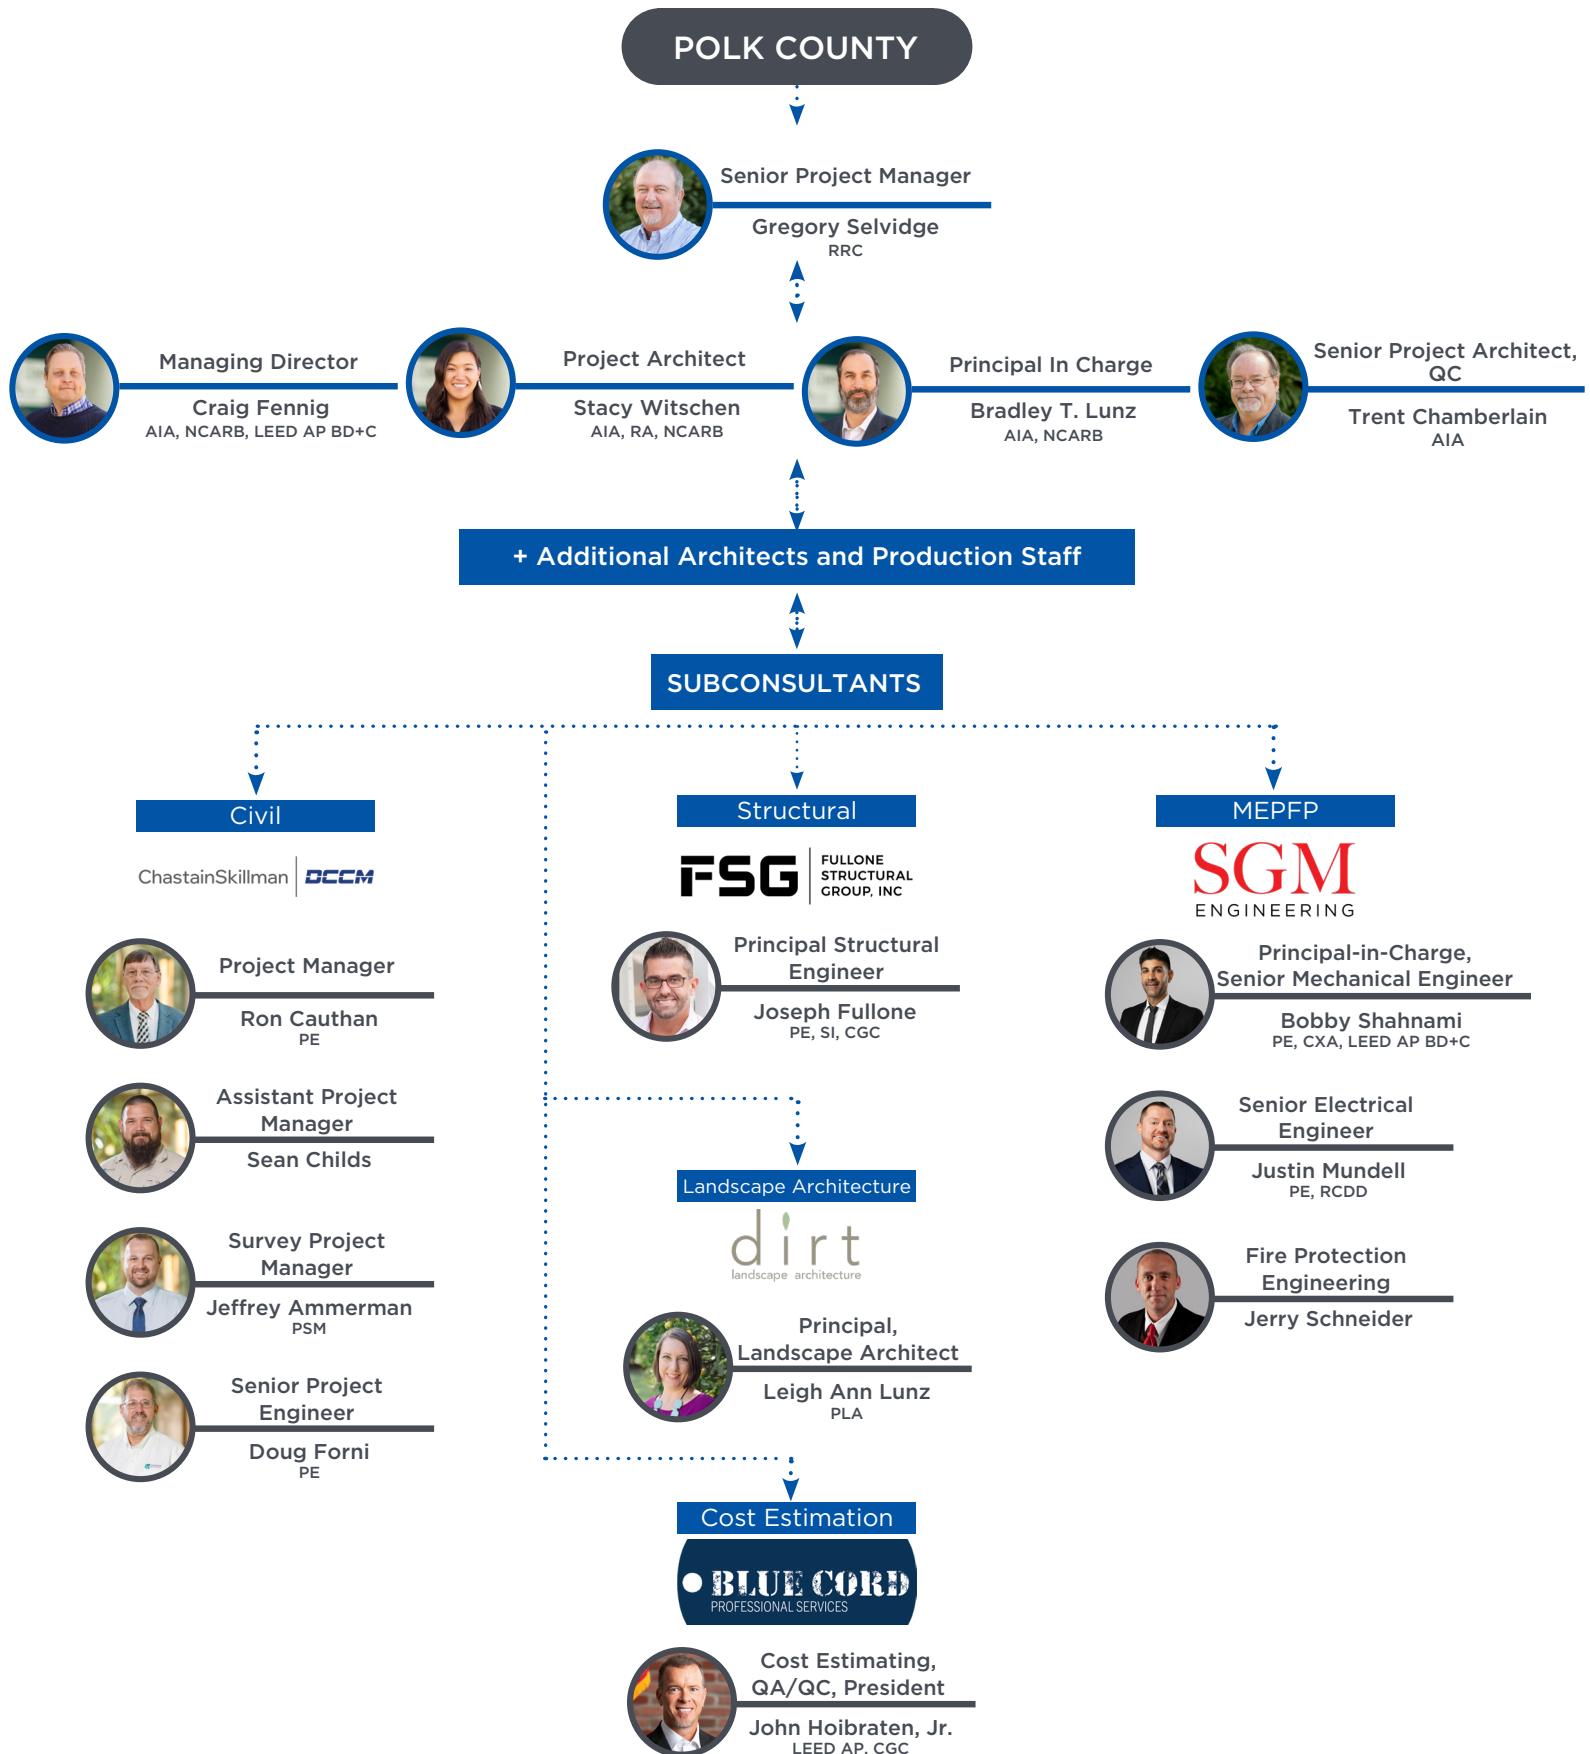 POLK COUNTY
Senior Project Manager
Gregory Selvidge
RRC
Managing Director
Craig Fennig
AIA, NCARB, LEED AP BD+C
Project Architect
Stacy Witschen
AIA, RA, NCARB
Principal In Charge
Bradley T. Lunz
AIA, NCARB
Senior Project Architect,
QC
Trent Chamberlain
AIA
+ Additional Architects and Production Staff
SUBCONSULTANTS
Civil
ChastainSkillman DCCM
Project Manager
Ron Cauthan
PE
Assistant Project
Manager
Sean Childs
Survey Project
Manager
Jeffrey Ammerman
PSM
Senior Project
Engineer
Doug Forni
PE
Structural
FSG
FULLONE
STRUCTURAL
GROUP, INC
Principal Structural
Engineer
Joseph Fullone
PE, SI, CGC
Landscape Architecture
dirt
landscape architecture
Principal,
Landscape Architect
Leigh Ann Lunz
PLA
Cost Estimation
BLUE CORD
PROFESSIONAL SERVICES
Cost Estimating,
QA/QC, President
John Hoibraten, Jr.
LEED AP, CGC
MEPFP
SGM
ENGINEERING
Principal-in-Charge,
Senior Mechanical Engineer
Bobby Shahnami
PE, CXA, LEED AP BD+C
Senior Electrical
Engineer
Justin Mundell
PE, RCDD
Fire Protection
Engineering
Jerry Schneider